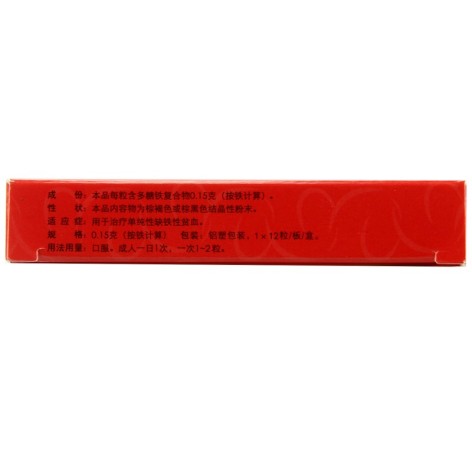 成　　份：本品每粒含多糖铁复合物0.15克（按铁计算）。
性　　状：本品内容物为棕褐色或棕黑色结晶性粉末。
适 应 症：用于治疗单纯性缺铁性贫血。
规　　格：0.15克（按铁计算）　包装：铝塑包装，1×12粒/板/盒。
用法用量：口服。成人一日1次，一次1-2粒。